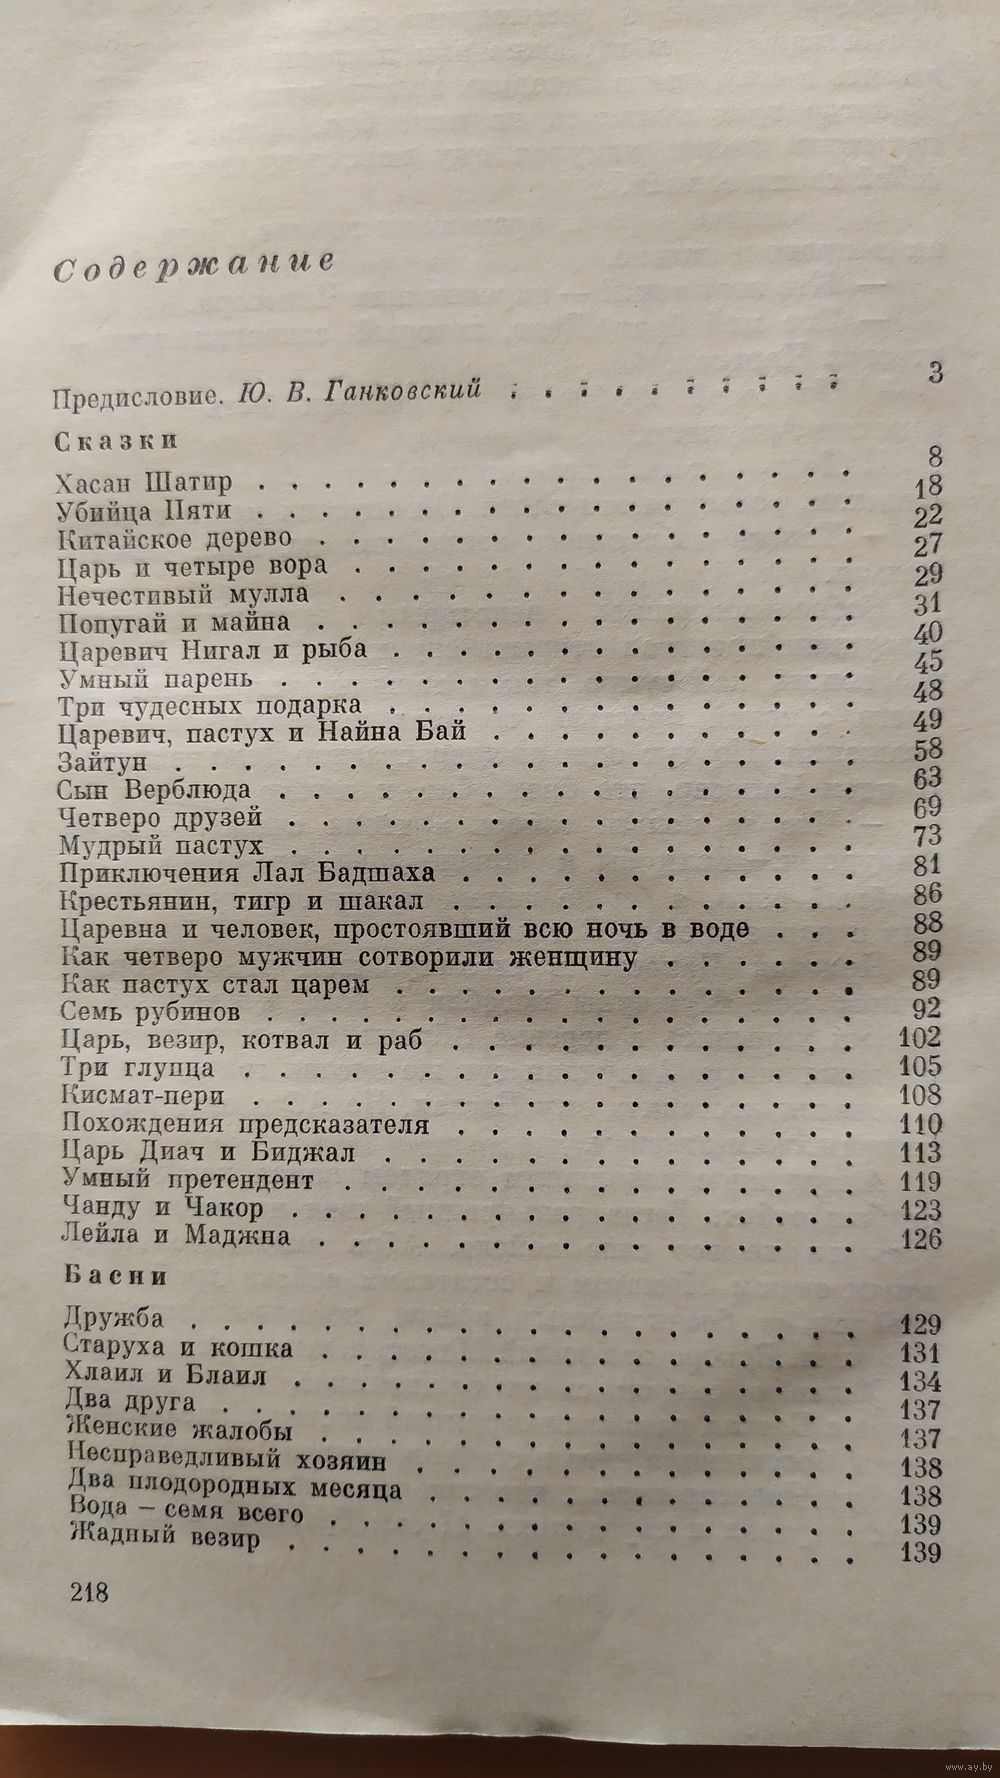 Содержание
Предисловие. Ю. В. Ганковский . . . . . . . . . . 3
Сказки
Хасан Шатир . . . . . . . . . . . . . . . . . . 8
Убийца Пяти . . . . . . . . . . . . . . . . . . 18
Китайское дерево . . . . . . . . . . . . . . . . 22
Царь и четыре вора . . . . . . . . . . . . . . . 27
Нечестивый мулла . . . . . . . . . . . . . . . . 29
Попугай и майна . . . . . . . . . . . . . . . . 31
Царевич Нигал и рыба . . . . . . . . . . . . . . 40
Умный парень . . . . . . . . . . . . . . . . . 45
Три чудесных подарка . . . . . . . . . . . . . . 48
Царевич, пастух и Найна Бай . . . . . . . . . . . 49
Зайтун . . . . . . . . . . . . . . . . . . . . 58
Сын Верблюда . . . . . . . . . . . . . . . . . 63
Четверо друзей . . . . . . . . . . . . . . . . . 69
Мудрый пастух . . . . . . . . . . . . . . . . . 73
Приключения Лал Бадшаха . . . . . . . . . . . . 81
Крестьянин, тигр и шакал . . . . . . . . . . . . 86
Царевна и человек, простоявший всю ночь в воде . . . 88
Как четверо мужчин сотворили женщину . . . . . . 89
Как пастух стал царем . . . . . . . . . . . . . . 89
Семь рубинов . . . . . . . . . . . . . . . . . 92
Царь, везир, котвал и раб . . . . . . . . . . . . 102
Три глупца . . . . . . . . . . . . . . . . . . 105
Кисмат-пери . . . . . . . . . . . . . . . . . . 108
Похождения предсказателя . . . . . . . . . . . . 110
Царь Диач и Биджал . . . . . . . . . . . . . . 113
Умный претендент . . . . . . . . . . . . . . . 119
Чанду и Чакор . . . . . . . . . . . . . . . . . 123
Лейла и Маджна . . . . . . . . . . . . . . . . 126
Басни
Дружба . . . . . . . . . . . . . . . . . . . . 129
Старуха и кошка . . . . . . . . . . . . . . . . 131
Хлаил и Блаил . . . . . . . . . . . . . . . . . 134
Два друга . . . . . . . . . . . . . . . . . . . 137
Женские жалобы . . . . . . . . . . . . . . . . 137
Несправедливый хозяин . . . . . . . . . . . . . 138
Два плодородных месяца . . . . . . . . . . . . . 138
Вода — семя всего . . . . . . . . . . . . . . . . 139
Жадный везир . . . . . . . . . . . . . . . . . 139
218
www.ay.by